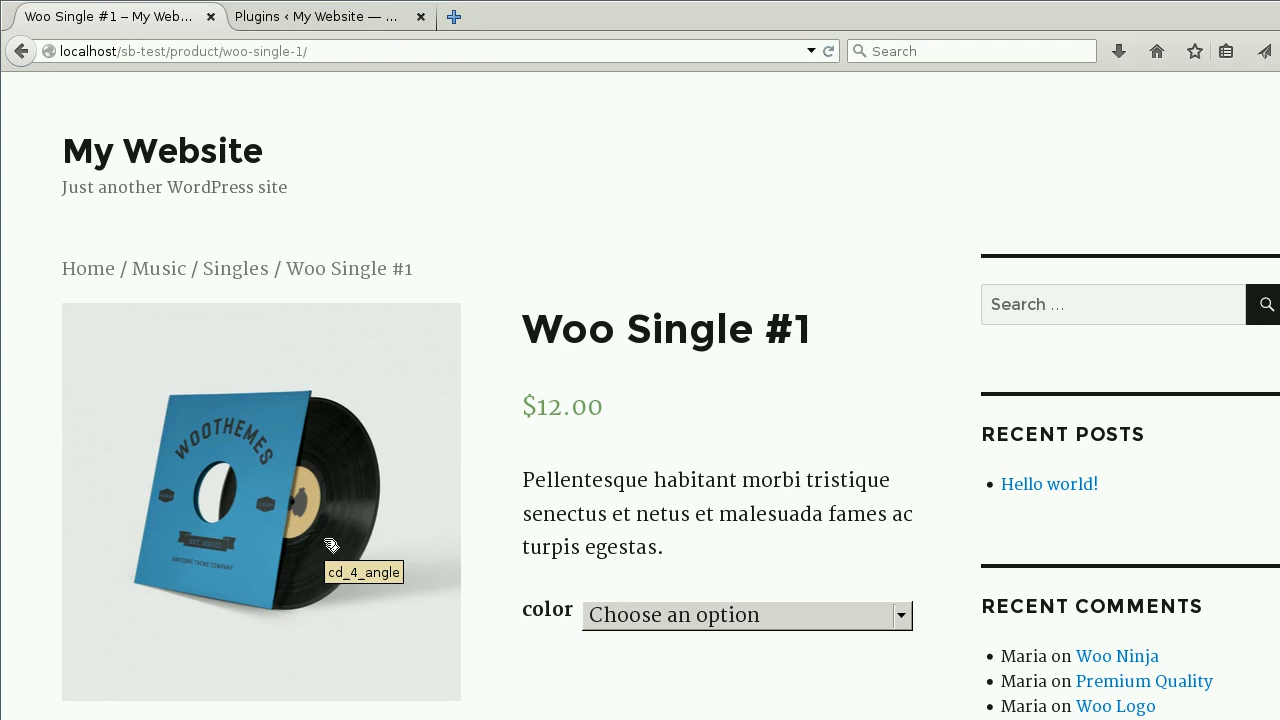 Woo Single #1 – My Web...
Plugins ‹ My Website — ...
localhost/sb-test/product/woo-single-1/
Search
My Website
Just another WordPress site
Home / Music / Singles / Woo Single #1
WOOTHEMES
AWESOME THEME COMPANY
cd_4_angle
Woo Single #1
$12.00
Pellentesque habitant morbi tristique
senectus et netus et malesuada fames ac
turpis egestas.
color
Choose an option
Search …
RECENT POSTS
Hello world!
RECENT COMMENTS
Maria on Woo Ninja
Maria on Premium Quality
Maria on Woo Logo